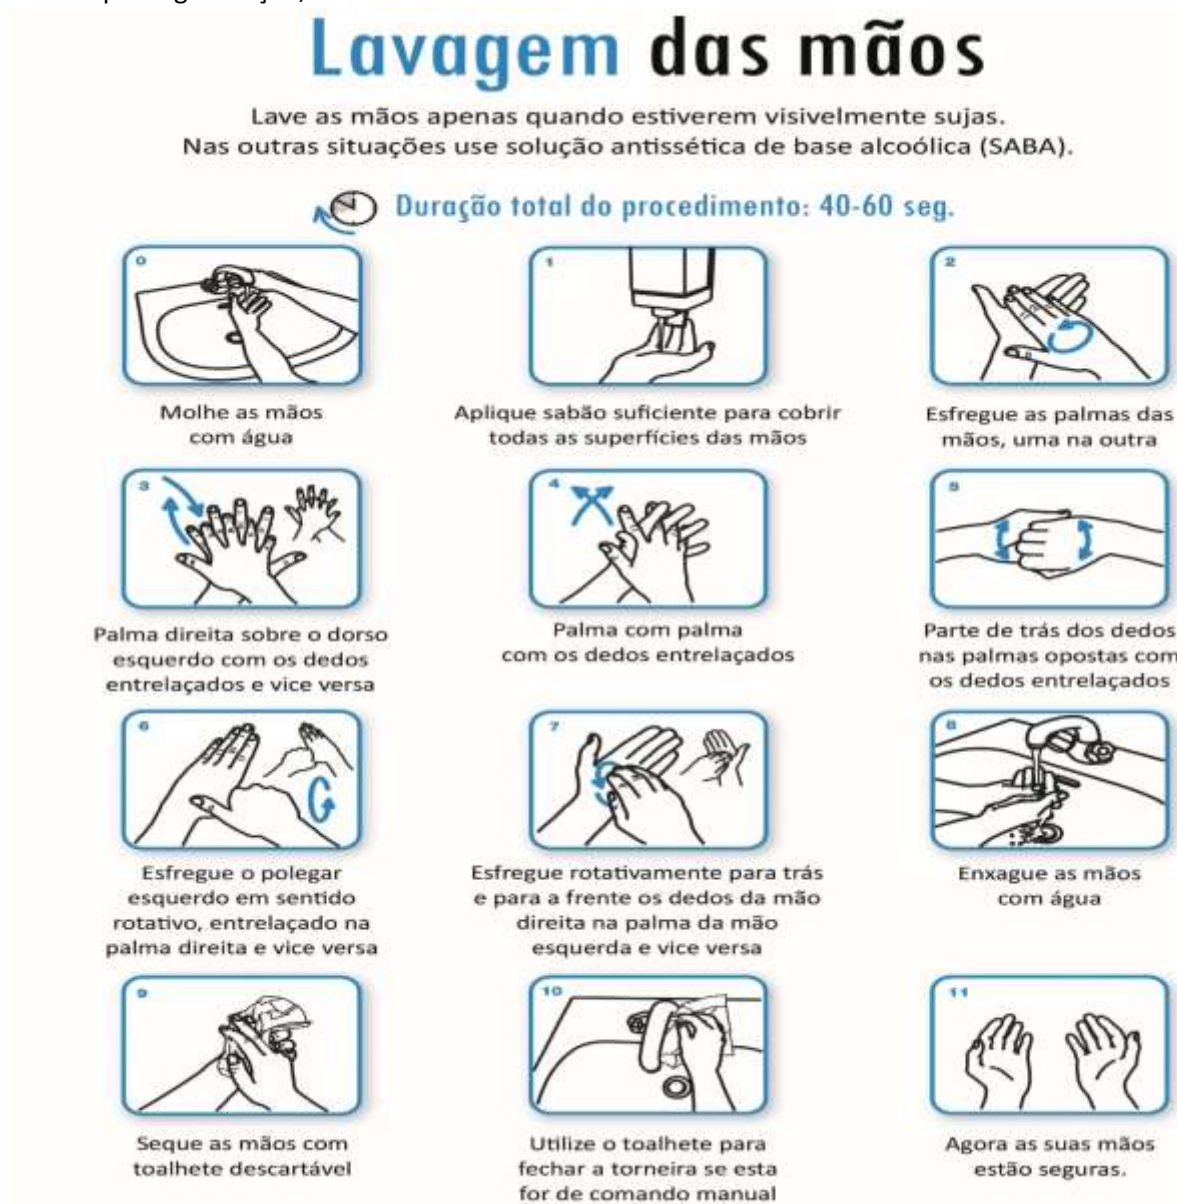 Lavagem das mãos
Lave as mãos apenas quando estiverem visivelmente sujas.
Nas outras situações use solução antissética de base alcoólica (SABA).
Duração total do procedimento: 40-60 seg.
0
Molhe as mãos
com água
1
Aplique sabão suficiente para cobrir
todas as superfícies das mãos
2
Esfregue as palmas das
mãos, uma na outra
3
Palma direita sobre o dorso
esquerdo com os dedos
entrelaçados e vice versa
4
Palma com palma
com os dedos entrelaçados
5
Parte de trás dos dedos
nas palmas opostas com
os dedos entrelaçados
6
Esfregue o polegar
esquerdo em sentido
rotativo, entrelaçado na
palma direita e vice versa
7
Esfregue rotativamente para trás
e para a frente os dedos da mão
direita na palma da mão
esquerda e vice versa
8
Enxague as mãos
com água
9
Seque as mãos com
toalhete descartável
10
Utilize o toalhete para
fechar a torneira se esta
for de comando manual
11
Agora as suas mãos
estão seguras.